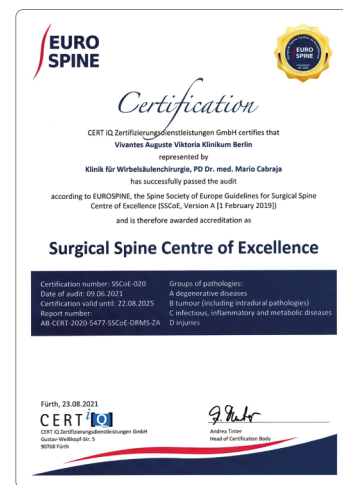 EURO
SPINE
EURO
SPINE
Certification
CERT iQ Zertifizierungsdienstleistungen GmbH certifies that
Vivantes Auguste Viktoria Klinikum Berlin
represented by
Klinik für Wirbelsäulenchirurgie, PD Dr. med. Mario Cabraja
has successfully passed the audit
according to EUROSPINE, the Spine Society of Europe Guidelines for Surgical Spine
Centre of Excellence (SSCoE, Version A [1 February 2019])
and is therefore awarded accreditation as
Surgical Spine Centre of Excellence
Certification number: SSCoE-020
Date of audit: 09.06.2021
Certification valid until: 22.08.2025
Report number:
AB-CERT-2020-5477-SSCoE-DRMS-ZA
Groups of pathologies:
A degenerative diseases
B tumour (including intradural pathologies)
C infectious, inflammatory and metabolic diseases
D injuries
Fürth, 23.08.2021
CERT iQ
CERT iQ Zertifizierungsdienstleistungen GmbH
Gustav-Weißkopf-Str. 5
90768 Fürth
Andrea Tinter
Head of Certification Body